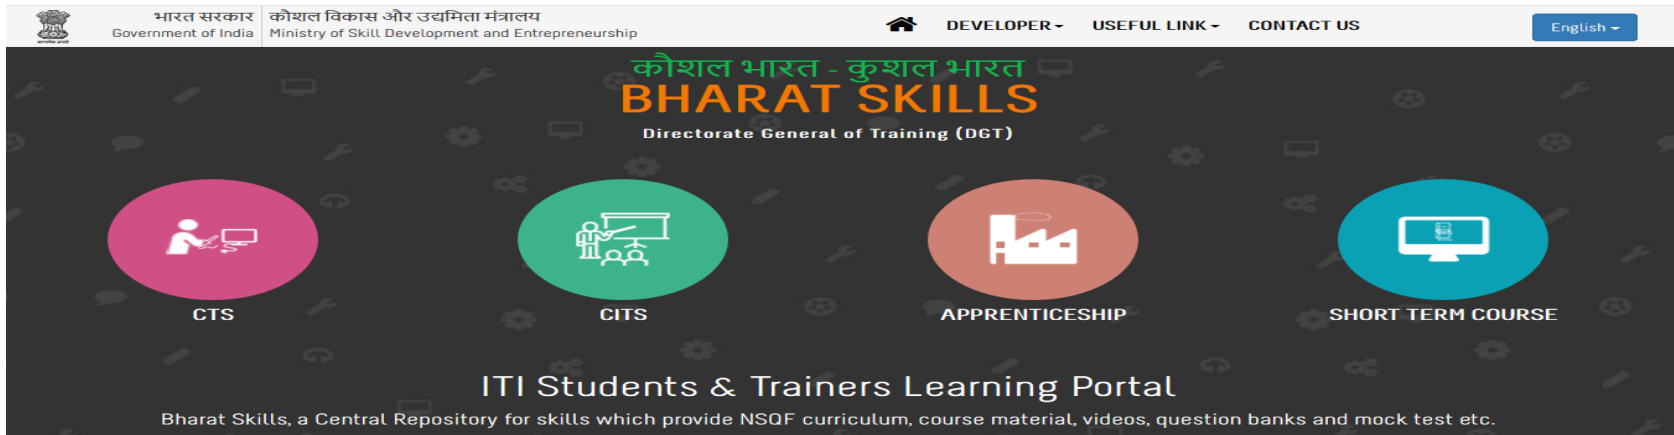 भारत सरकार कौशल विकास और उद्यमिता मंत्रालय
Government of India Ministry of Skill Development and Entrepreneurship
DEVELOPER USEFUL LINK CONTACT US English
कौशल भारत - कुशल भारत
BHARAT SKILLS
Directorate General of Training (DGT)
CTS CITS APPRENTICESHIP SHORT TERM COURSE
ITI Students & Trainers Learning Portal
Bharat Skills, a Central Repository for skills which provide NSQF curriculum, course material, videos, question banks and mock test etc.